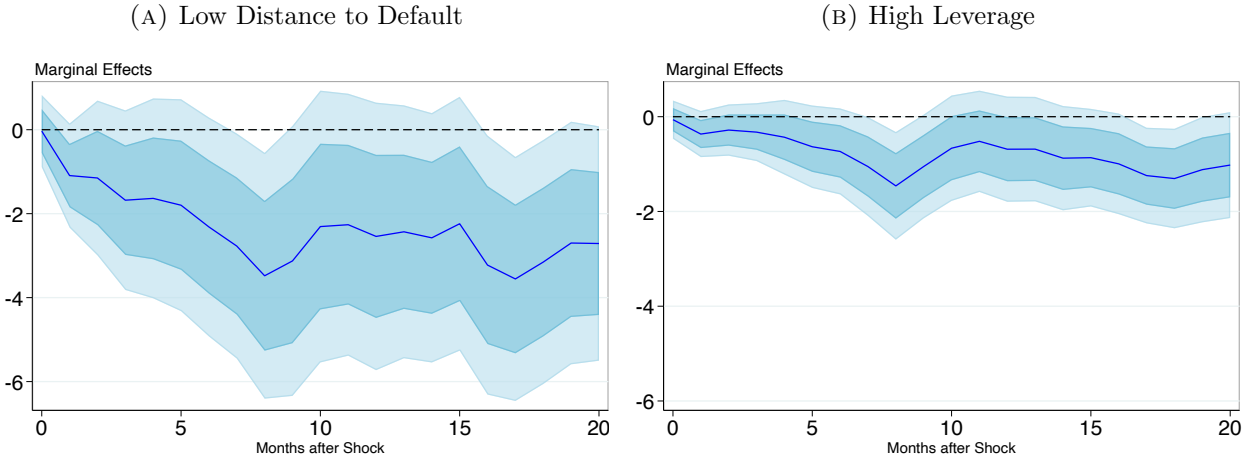 (A) Low Distance to Default
Marginal Effects
0
-2
-4
-6
0 5 10 15 20
Months after Shock
(B) High Leverage
Marginal Effects
0
-2
-4
-6
0 5 10 15 20
Months after Shock